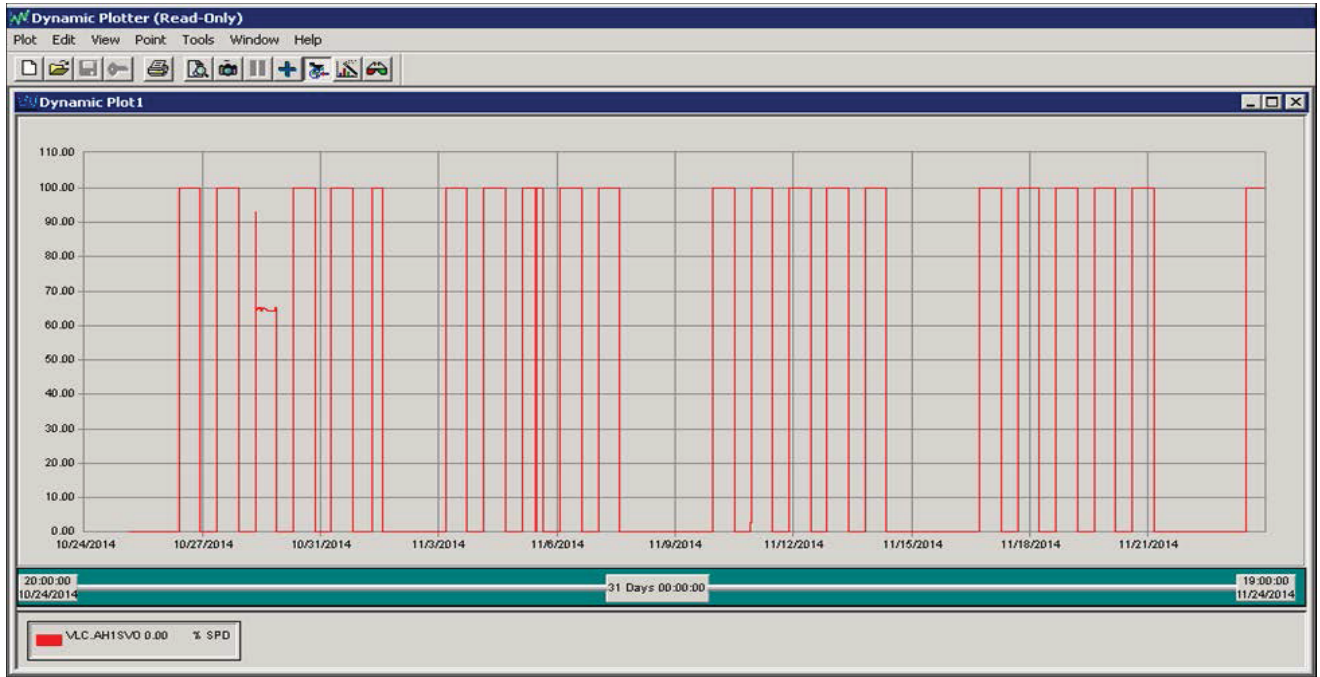 Dynamic Plotter (Read-Only)
Plot Edit View Point Tools Window Help
Dynamic Plot1
110.00
100.00
90.00
80.00
70.00
60.00
50.00
40.00
30.00
20.00
10.00
0.00
10/24/2014 10/27/2014 10/31/2014 11/3/2014 11/6/2014 11/9/2014 11/12/2014 11/15/2014 11/18/2014 11/21/2014
20:00:00 31 Days 00:00:00 19:00:00
10/24/2014 11/24/2014
VLC.AH1SVO 0.00 % SPD